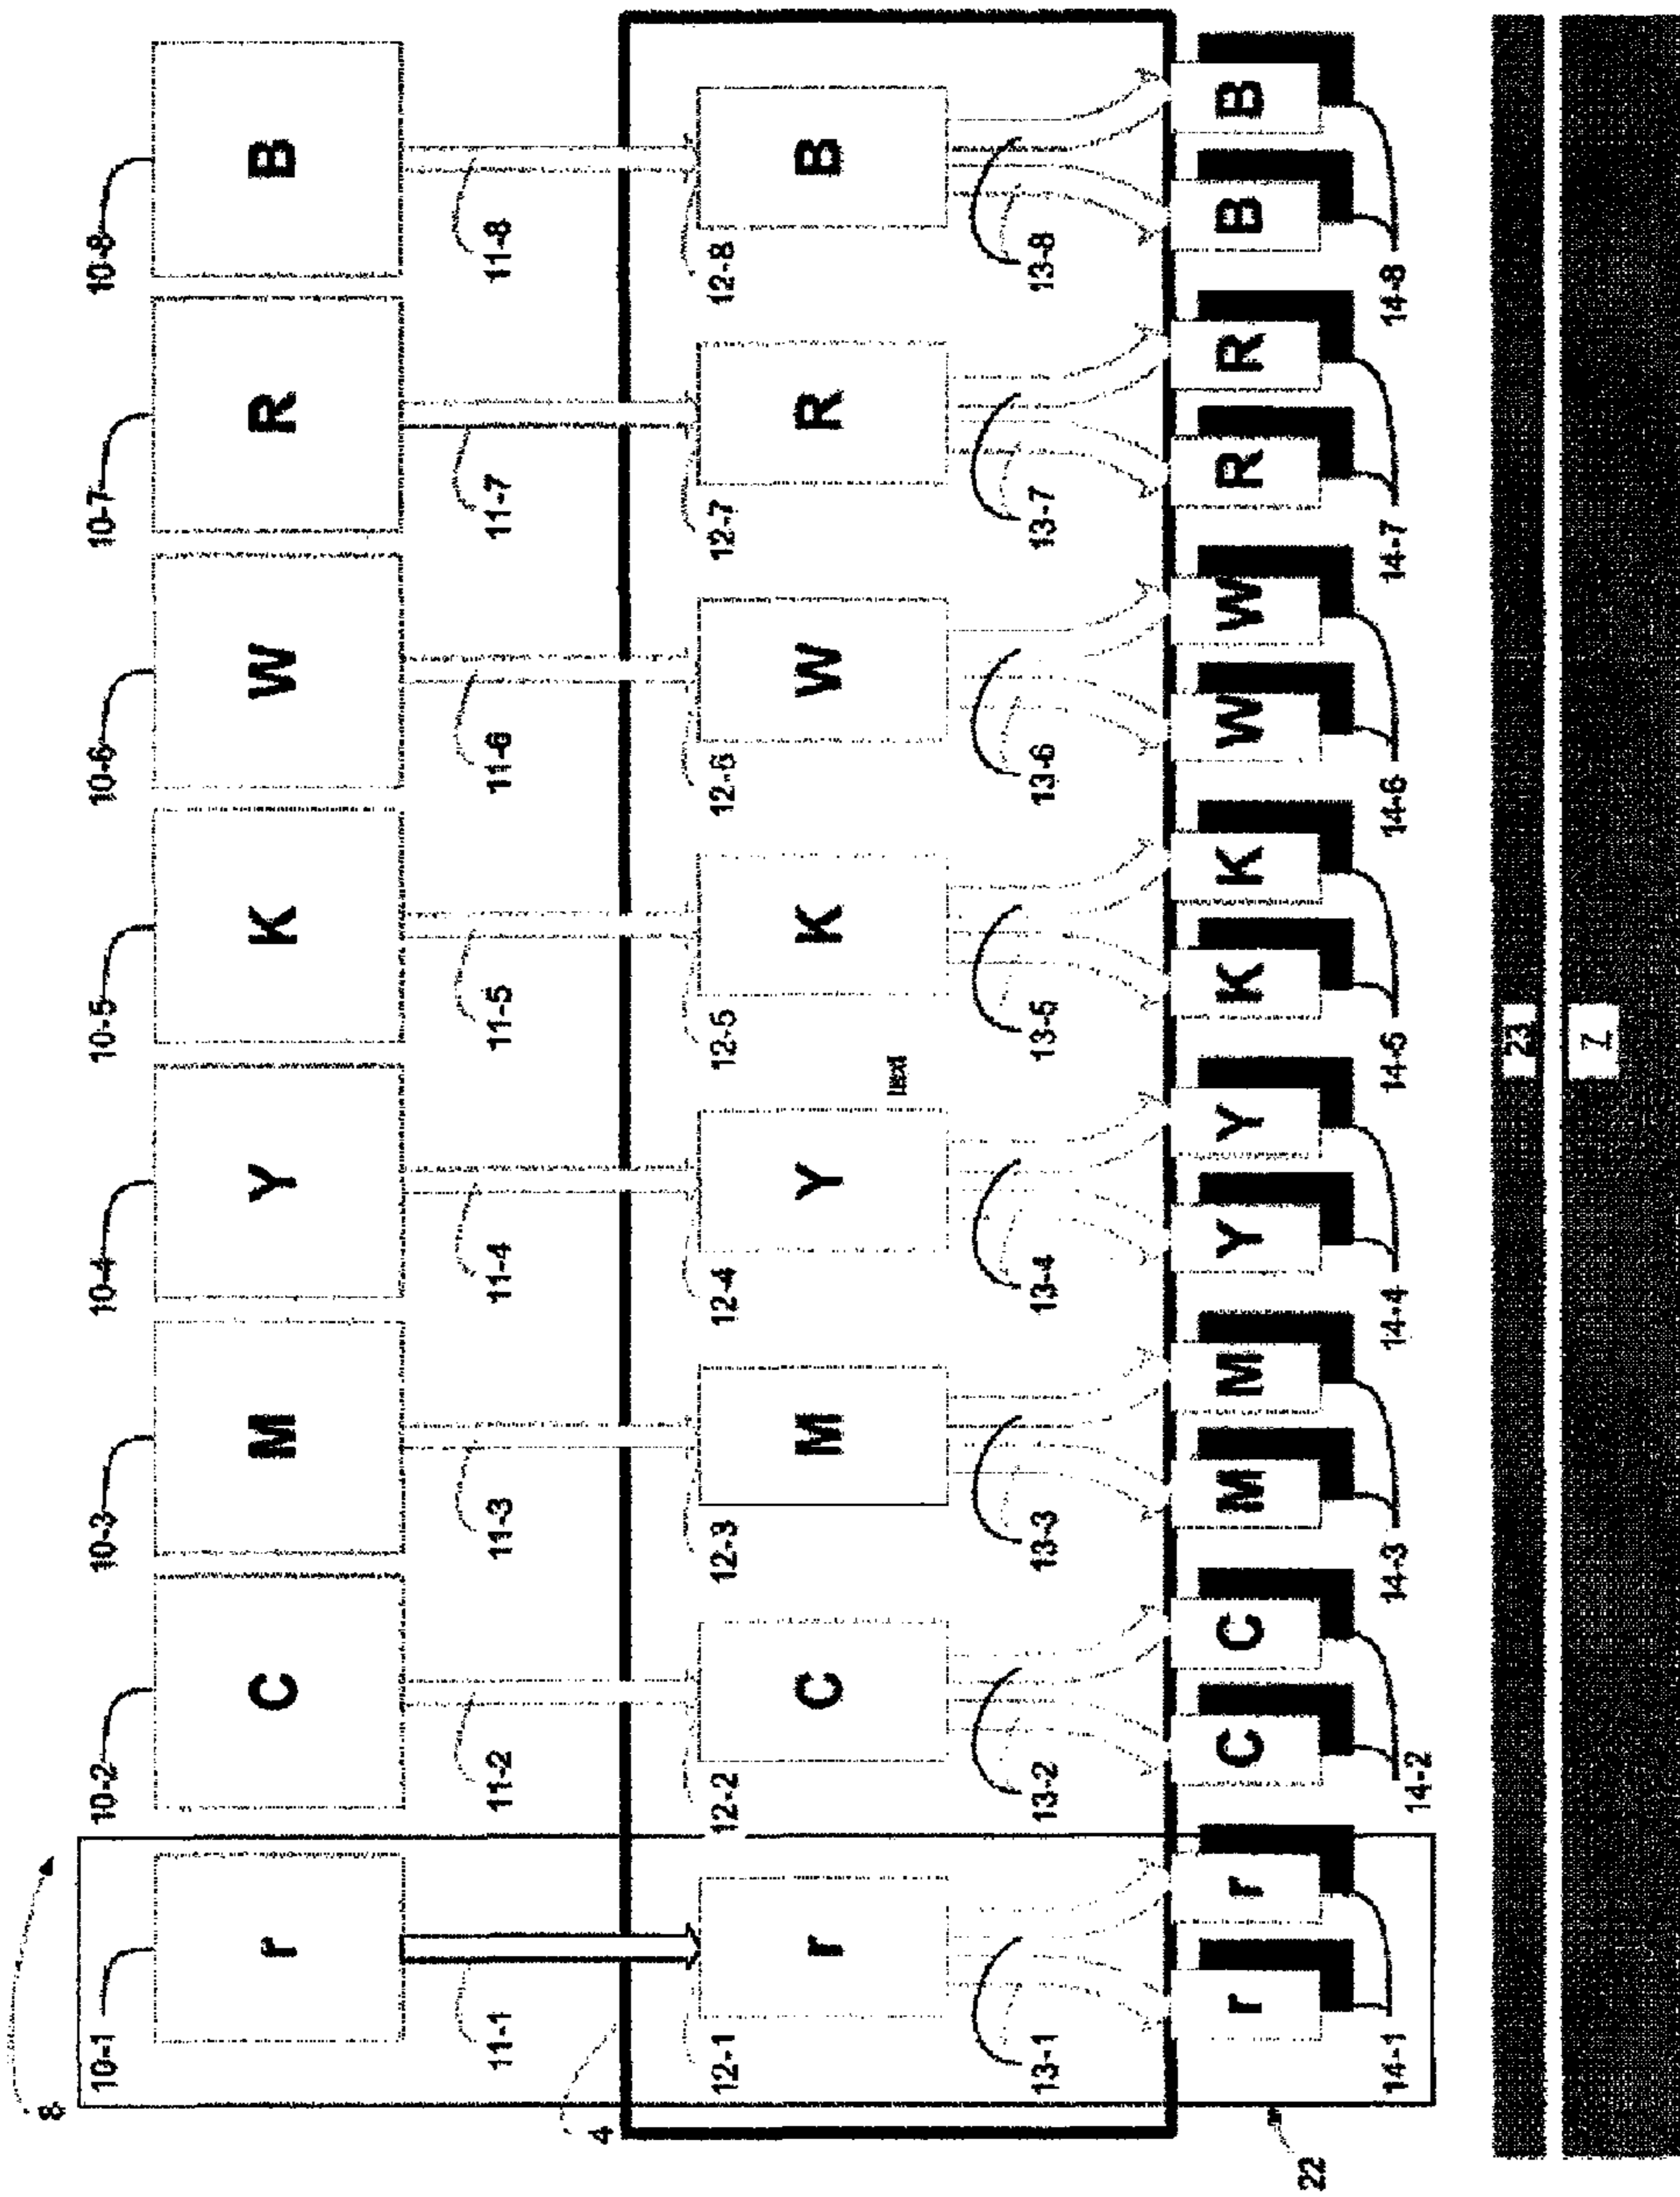 8
10-1 10-2 10-3 10-4 10-5 10-6 10-7 10-8
r C M Y K W R B
11-1 11-2 11-3 11-4 11-5 11-6 11-7 11-8
4
12-1 12-2 12-3 12-4 12-5 12-6 12-7 12-8
r C M Y K W R B
text
13-1 13-2 13-3 13-4 13-5 13-6 13-7 13-8
r r C C M M Y Y K K W W R R B B
22
14-1 14-2 14-3 14-4 14-5 14-6 14-7 14-8
23
7